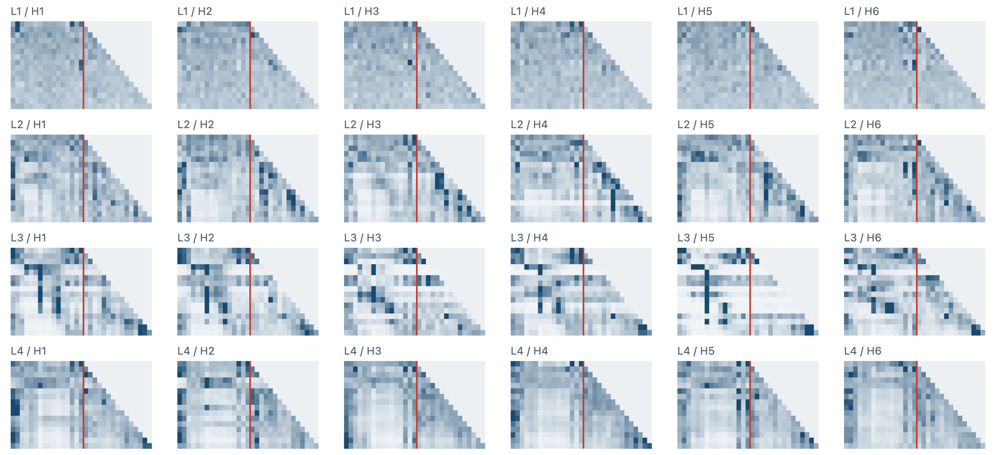 L1 / H1
L1 / H2
L1 / H3
L1 / H4
L1 / H5
L1 / H6
L2 / H1
L2 / H2
L2 / H3
L2 / H4
L2 / H5
L2 / H6
L3 / H1
L3 / H2
L3 / H3
L3 / H4
L3 / H5
L3 / H6
L4 / H1
L4 / H2
L4 / H3
L4 / H4
L4 / H5
L4 / H6